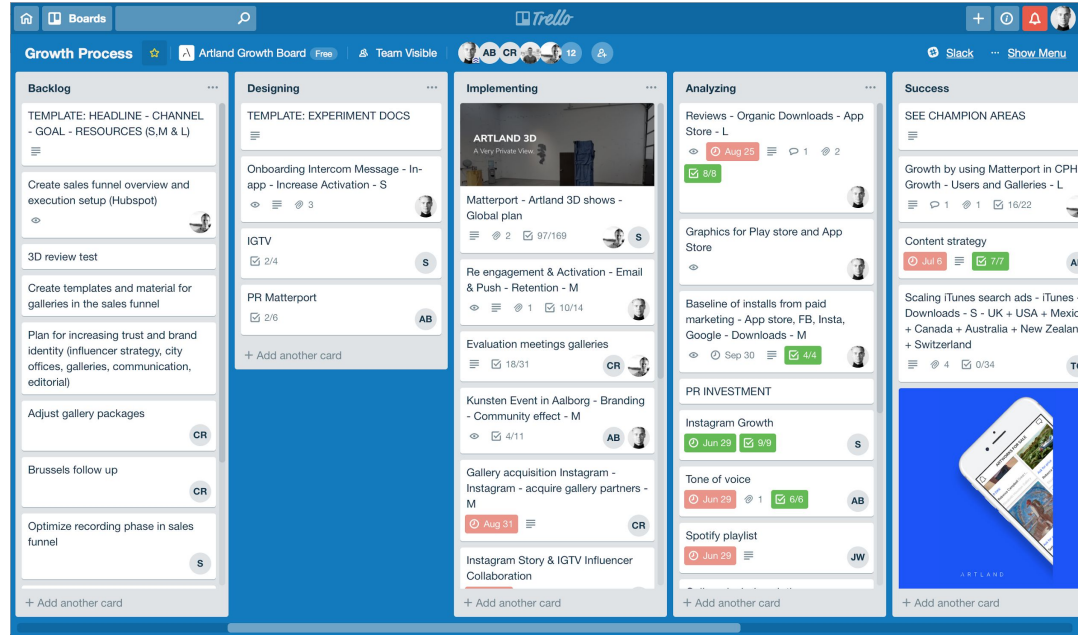 Boards
Trello
Growth Process
Artland Growth Board Free
Team Visible
AB CR 12
Slack
Show Menu
Backlog
TEMPLATE: HEADLINE - CHANNEL
- GOAL - RESOURCES (S,M & L)
Create sales funnel overview and
execution setup (Hubspot)
3D review test
Create templates and material for
galleries in the sales funnel
Plan for increasing trust and brand
identity (influencer strategy, city
offices, galleries, communication,
editorial)
Adjust gallery packages
CR
Brussels follow up
CR
Optimize recording phase in sales
funnel
S
+ Add another card
Designing
TEMPLATE: EXPERIMENT DOCS
Onboarding Intercom Message - In-
app - Increase Activation - S
3
IGTV
2/4
S
PR Matterport
2/6
AB
+ Add another card
Implementing
ARTLAND 3D
A Very Private View.
Matterport - Artland 3D shows -
Global plan
2 97/169
S
Re engagement & Activation - Email
& Push - Retention - M
1 10/14
Evaluation meetings galleries
18/31
CR
Kunsten Event in Aalborg - Branding
- Community effect - M
4/11
AB
Gallery acquisition Instagram -
Instagram - acquire gallery partners -
M
Aug 31
CR
Instagram Story & IGTV Influencer
Collaboration
+ Add another card
Analyzing
Reviews - Organic Downloads - App
Store - L
Aug 25 1 2
8/8
Graphics for Play store and App
Store
Baseline of installs from paid
marketing - App store, FB, Insta,
Google - Downloads - M
Sep 30 4/4
PR INVESTMENT
Instagram Growth
Jun 29 9/9
S
Tone of voice
Jun 29 1 6/6
AB
Spotify playlist
Jun 29
JW
+ Add another card
Success
SEE CHAMPION AREAS
Growth by using Matterport in CPH
Growth - Users and Galleries - L
1 1 16/22
Content strategy
Jul 6 7/7
Scaling iTunes search ads - iTunes -
Downloads - S - UK + USA + Mexic
+ Canada + Australia + New Zealan
+ Switzerland
4 0/34
ARTWORKS FOR SALE
ARTLAND
+ Add another card